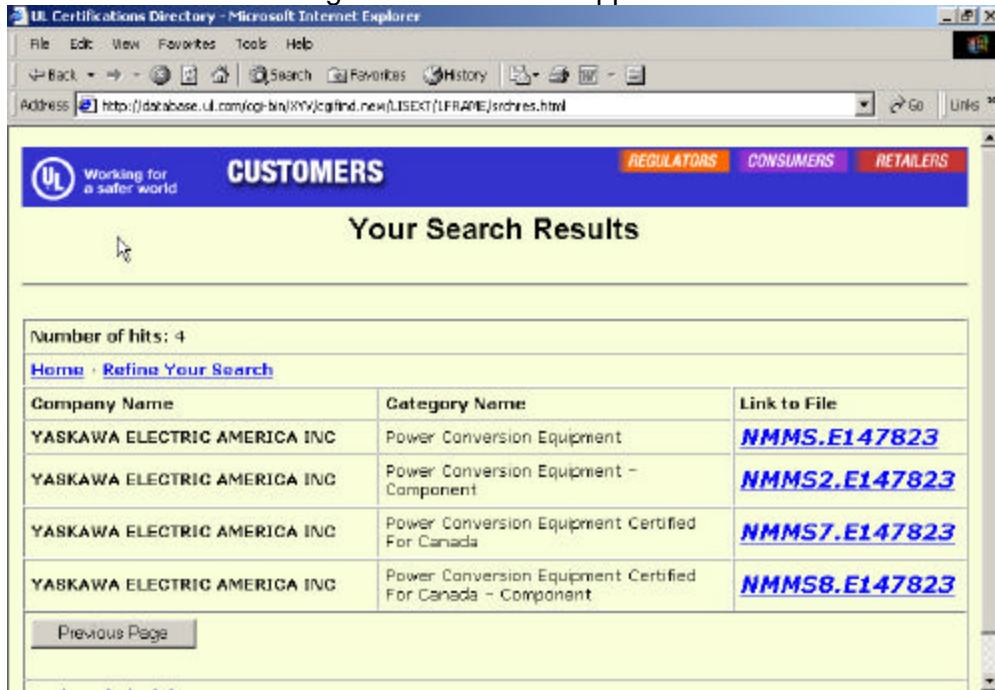 UL Certifications Directory - Microsoft Internet Explorer
File Edit View Favorites Tools Help
Back Search Favorites History
Address http://database.ul.com/cgi-bin/XYV/cgifind.new/LISEXT/1FRAME/srchres.html Go Links »
UL Working for a safer world CUSTOMERS REGULATORS CONSUMERS RETAILERS
Your Search Results
Number of hits: 4
Home · Refine Your Search
Company Name Category Name Link to File
YASKAWA ELECTRIC AMERICA INC Power Conversion Equipment NMMS.E147823
YASKAWA ELECTRIC AMERICA INC Power Conversion Equipment - Component NMMS2.E147823
YASKAWA ELECTRIC AMERICA INC Power Conversion Equipment Certified For Canada NMMS7.E147823
YASKAWA ELECTRIC AMERICA INC Power Conversion Equipment Certified For Canada - Component NMMS8.E147823
Previous Page